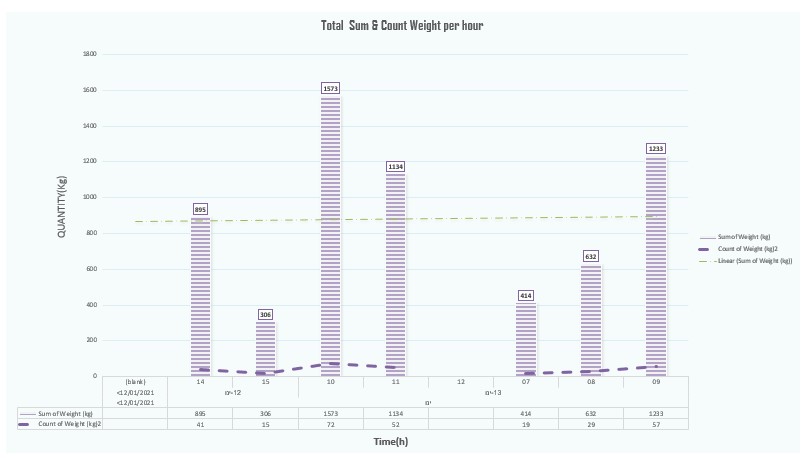 Total Sum & Count Weight per hour
1800
1600
1400
1200
1000
800
600
400
200
0
QUANTITY(Kg)
895
306
1573
1134
414
632
1233
Sum of Weight (kg)
Count of Weight (kg)2
Linear (Sum of Weight (kg))
(blank) 14 15 10 11 12 07 08 09
<12/01/2021
<12/01/2021
Sum of Weight (kg) 895 306 1573 1134 414 632 1233
Count of Weight (kg)2 41 15 72 52 19 29 57
Time(h)